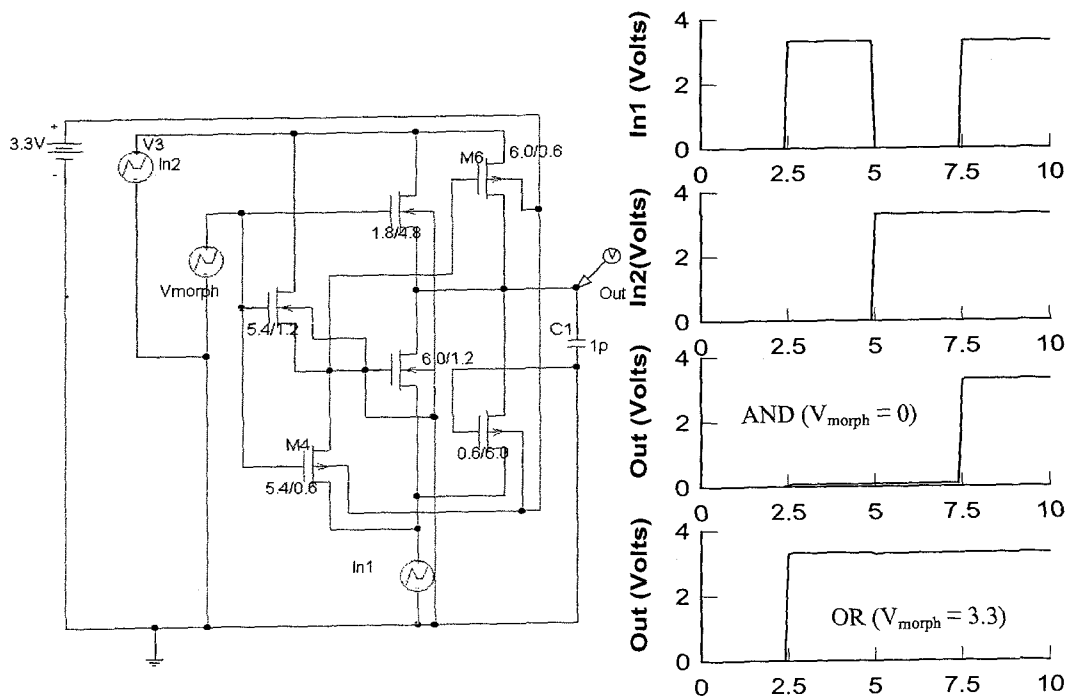 3.3V
+
-
V3
In2
Vmorph
1.8/4.8
M6
6.0/0.6
5.4/1.2
6.0/1.2
M4
5.4/0.6
0.6/6.0
In1
V
Out
C1
1p
In1 (Volts)
4
2
0
0 2.5 5 7.5 10
In2(Volts)
4
2
0
0 2.5 5 7.5 10
Out (Volts)
4
2
0
AND (Vmorph = 0)
0 2.5 5 7.5 10
Out (Volts)
4
2
0
OR (Vmorph = 3.3)
0 2.5 5 7.5 10